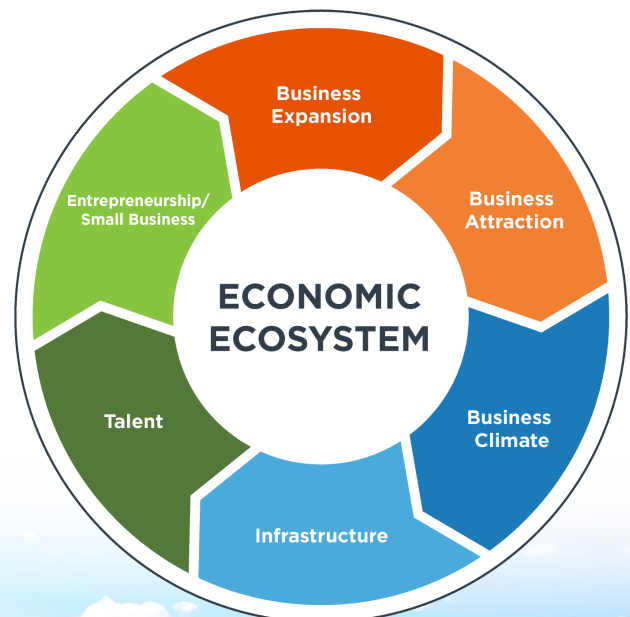 Business
Expansion
Business
Attraction
Business
Climate
Infrastructure
Talent
Entrepreneurship/
Small Business
ECONOMIC
ECOSYSTEM